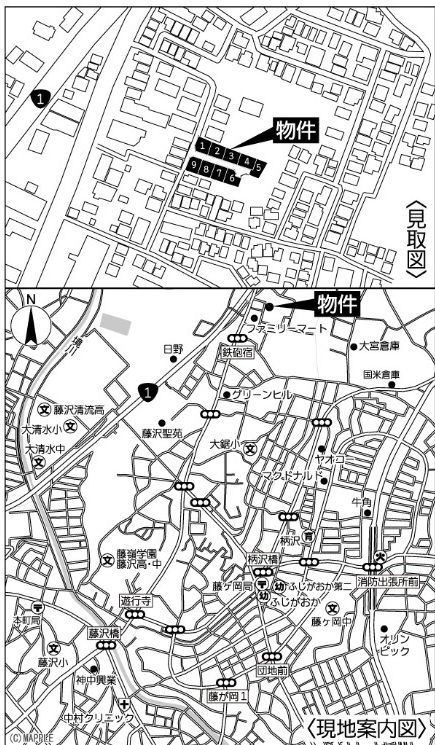 1
物件
1 2 3 4 5
9 8 7 6
〈見取図〉
N
物件
ファミリーマート
鉄砲宿
大宮倉庫
日野
国米倉庫
1
グリーンヒル
境川
藤沢清流高
大清水小
大清水中
藤沢聖苑
大鋸小
ヤオコー
マクドナルド
牛角
柄沢
藤嶺学園
藤沢高・中
柄沢橋
藤ヶ岡局
ふじがおか第二
ふじがおか
消防出張所前
本町局
遊行寺
藤ヶ岡中
藤沢橋
オリン
ピック
藤沢小
団地前
神中興業
藤が岡1
中村クリニック
(C) MAPPLE
〈現地案内図〉